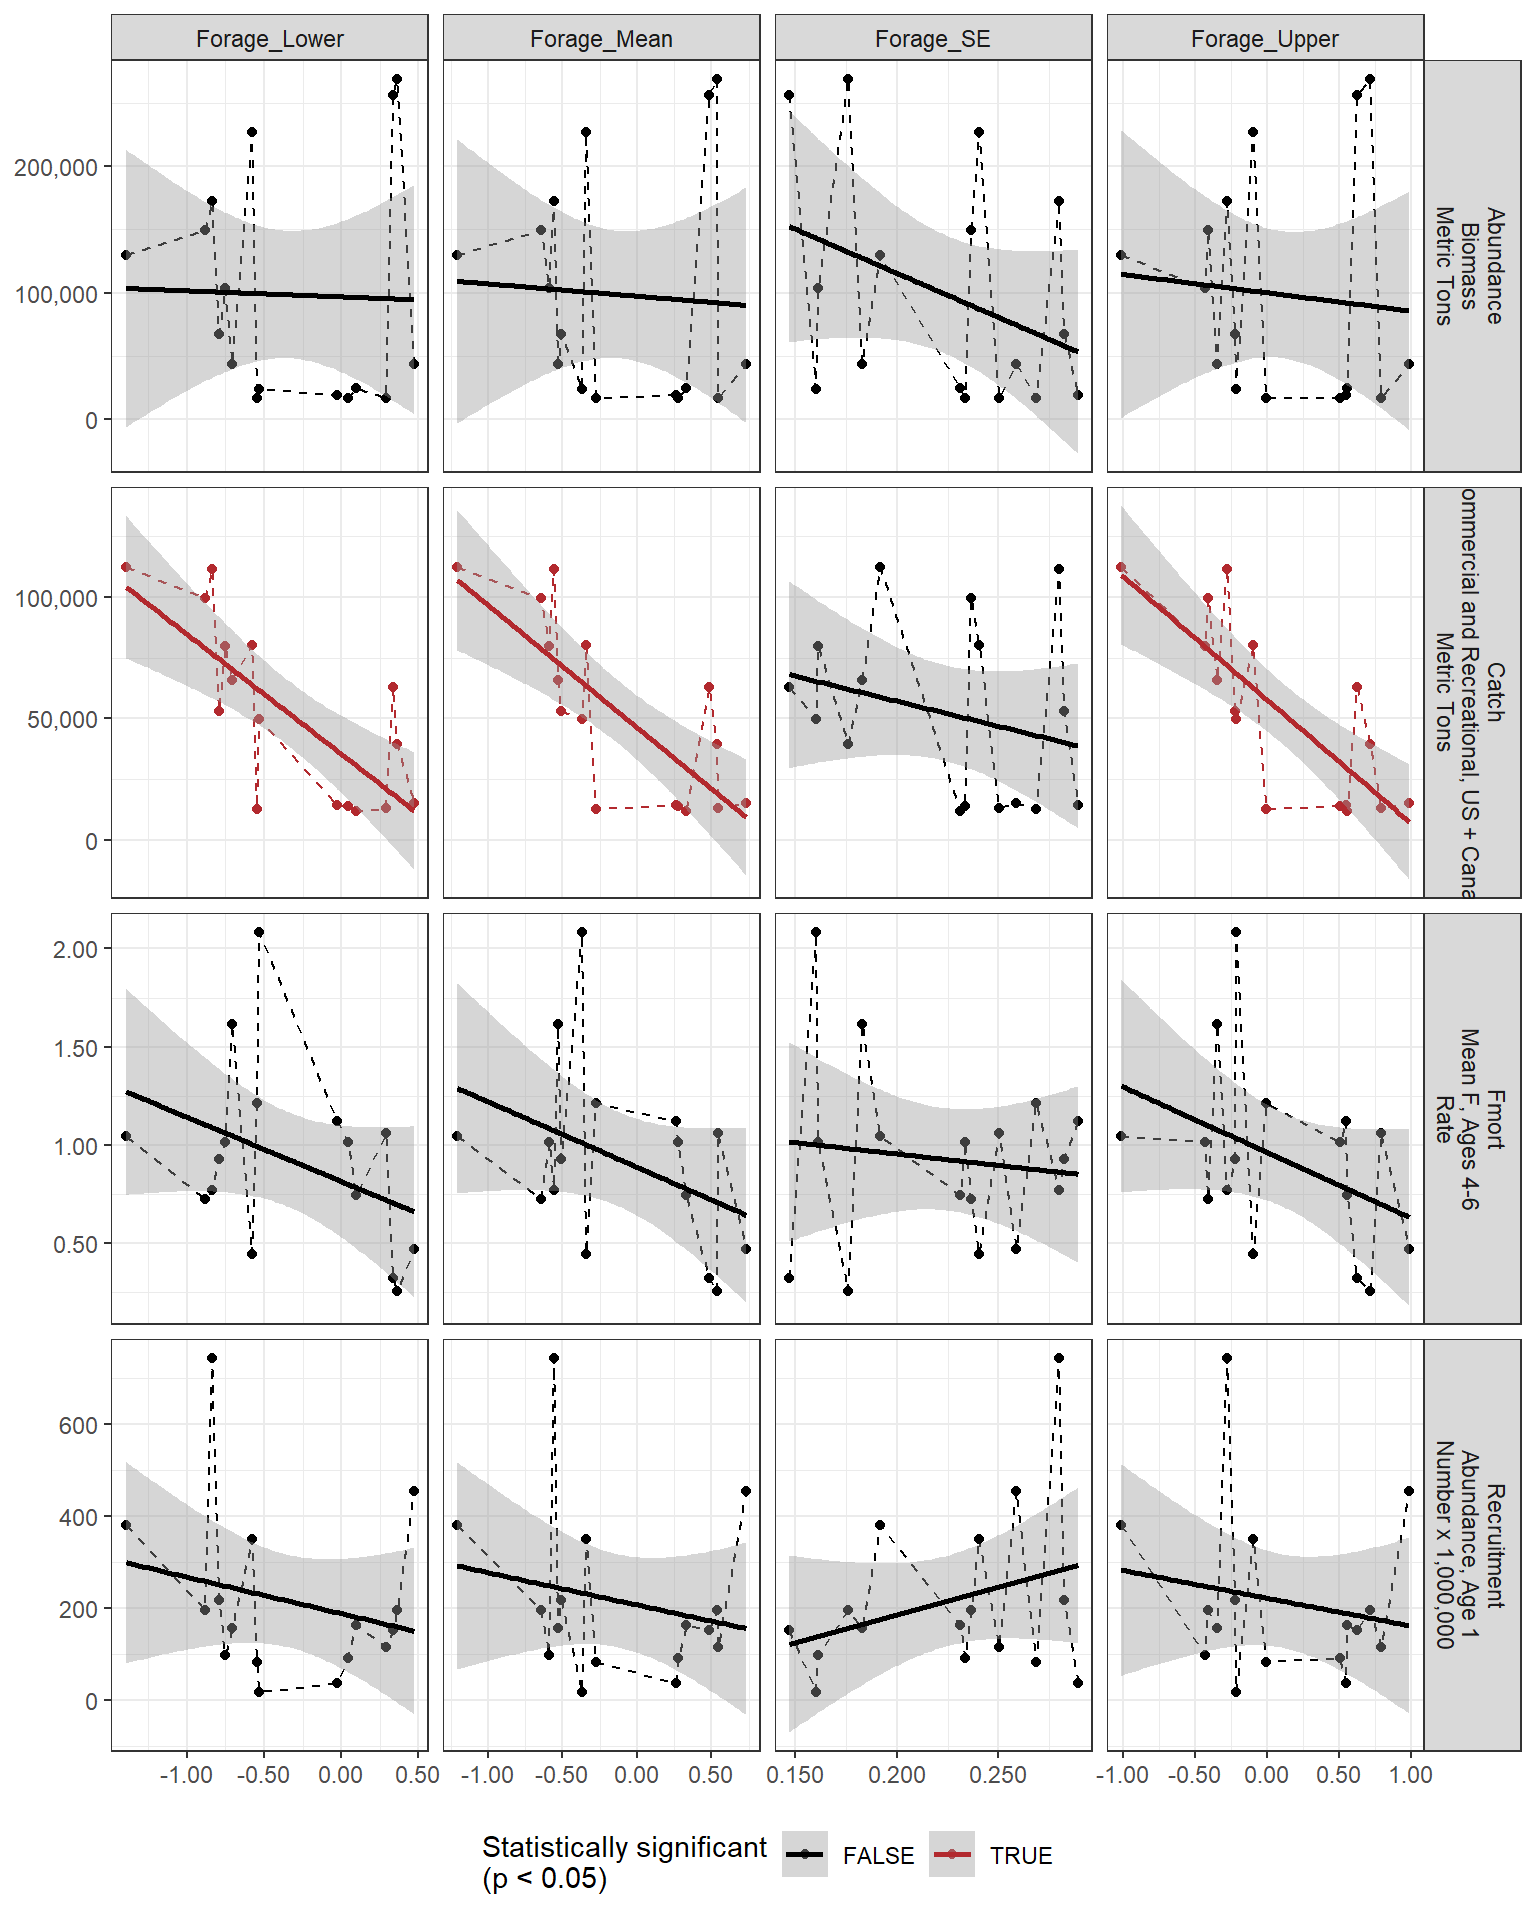 Forage_Lower Forage_Mean Forage_SE Forage_Upper
200,000
100,000
0
Abundance
Biomass
Metric Tons
100,000
50,000
0
Catch
ommercial and Recreational, US + Cana
Metric Tons
2.00
1.50
1.00
0.50
Fmort
Mean F, Ages 4-6
Rate
600
400
200
0
Recruitment
Abundance, Age 1
Number x 1,000,000
-1.00 -0.50 0.00 0.50 -1.00 -0.50 0.00 0.50 0.150 0.200 0.250 -1.00 -0.50 0.00 0.50 1.00
Statistically significant
(p < 0.05)
FALSE TRUE